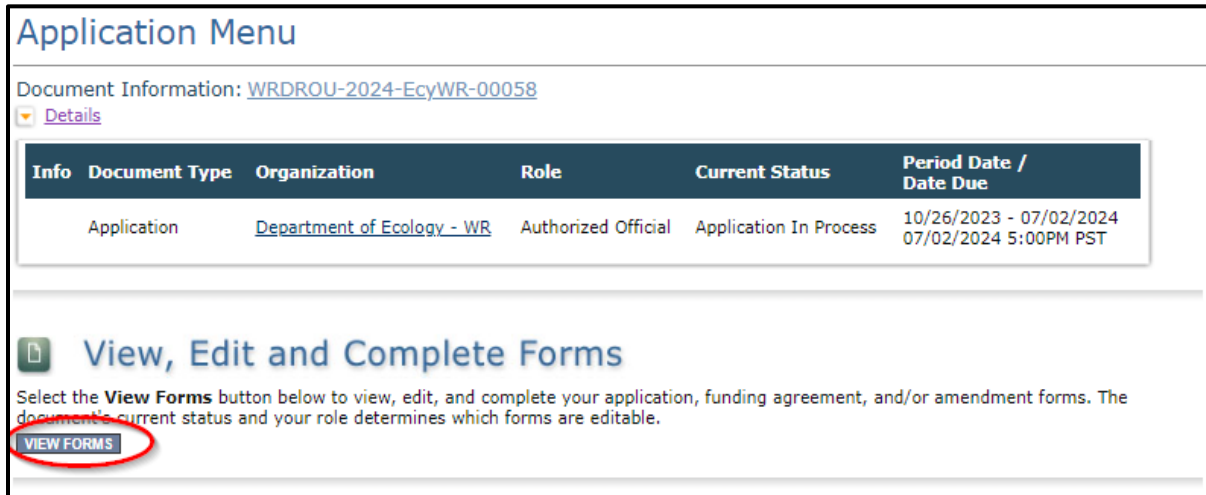 Application Menu
Document Information: WRDROU-2024-EcyWR-00058
Details
Info Document Type Organization Role Current Status Period Date / Date Due
Application Department of Ecology - WR Authorized Official Application In Process 10/26/2023 - 07/02/2024
07/02/2024 5:00PM PST
View, Edit and Complete Forms
Select the View Forms button below to view, edit, and complete your application, funding agreement, and/or amendment forms. The
document's current status and your role determines which forms are editable.
VIEW FORMS